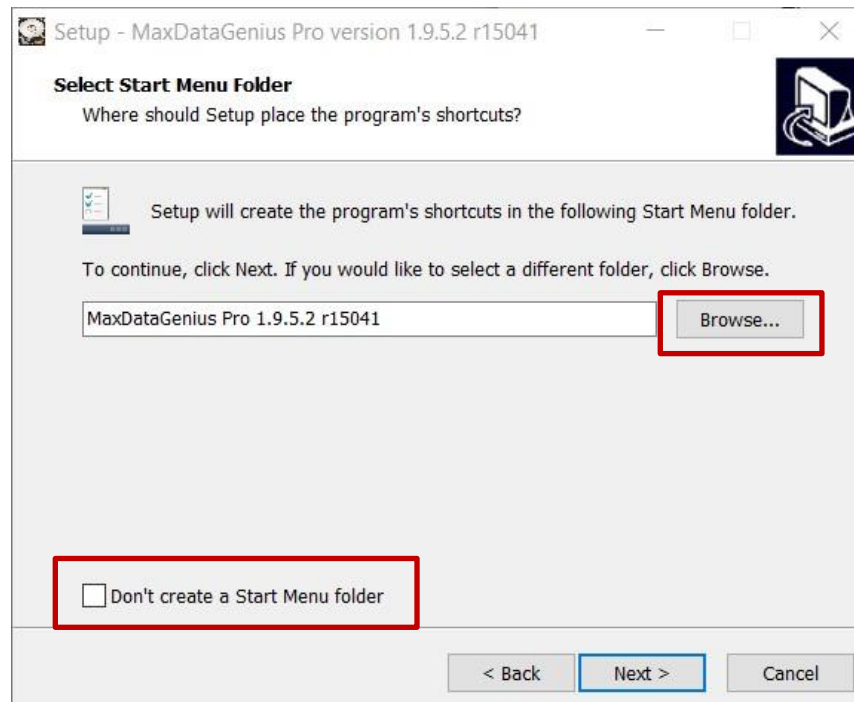 Setup - MaxDataGenius Pro version 1.9.5.2 r15041
Select Start Menu Folder
Where should Setup place the program's shortcuts?
Setup will create the program's shortcuts in the following Start Menu folder.
To continue, click Next. If you would like to select a different folder, click Browse.
MaxDataGenius Pro 1.9.5.2 r15041
Browse...
Don't create a Start Menu folder
< Back
Next >
Cancel